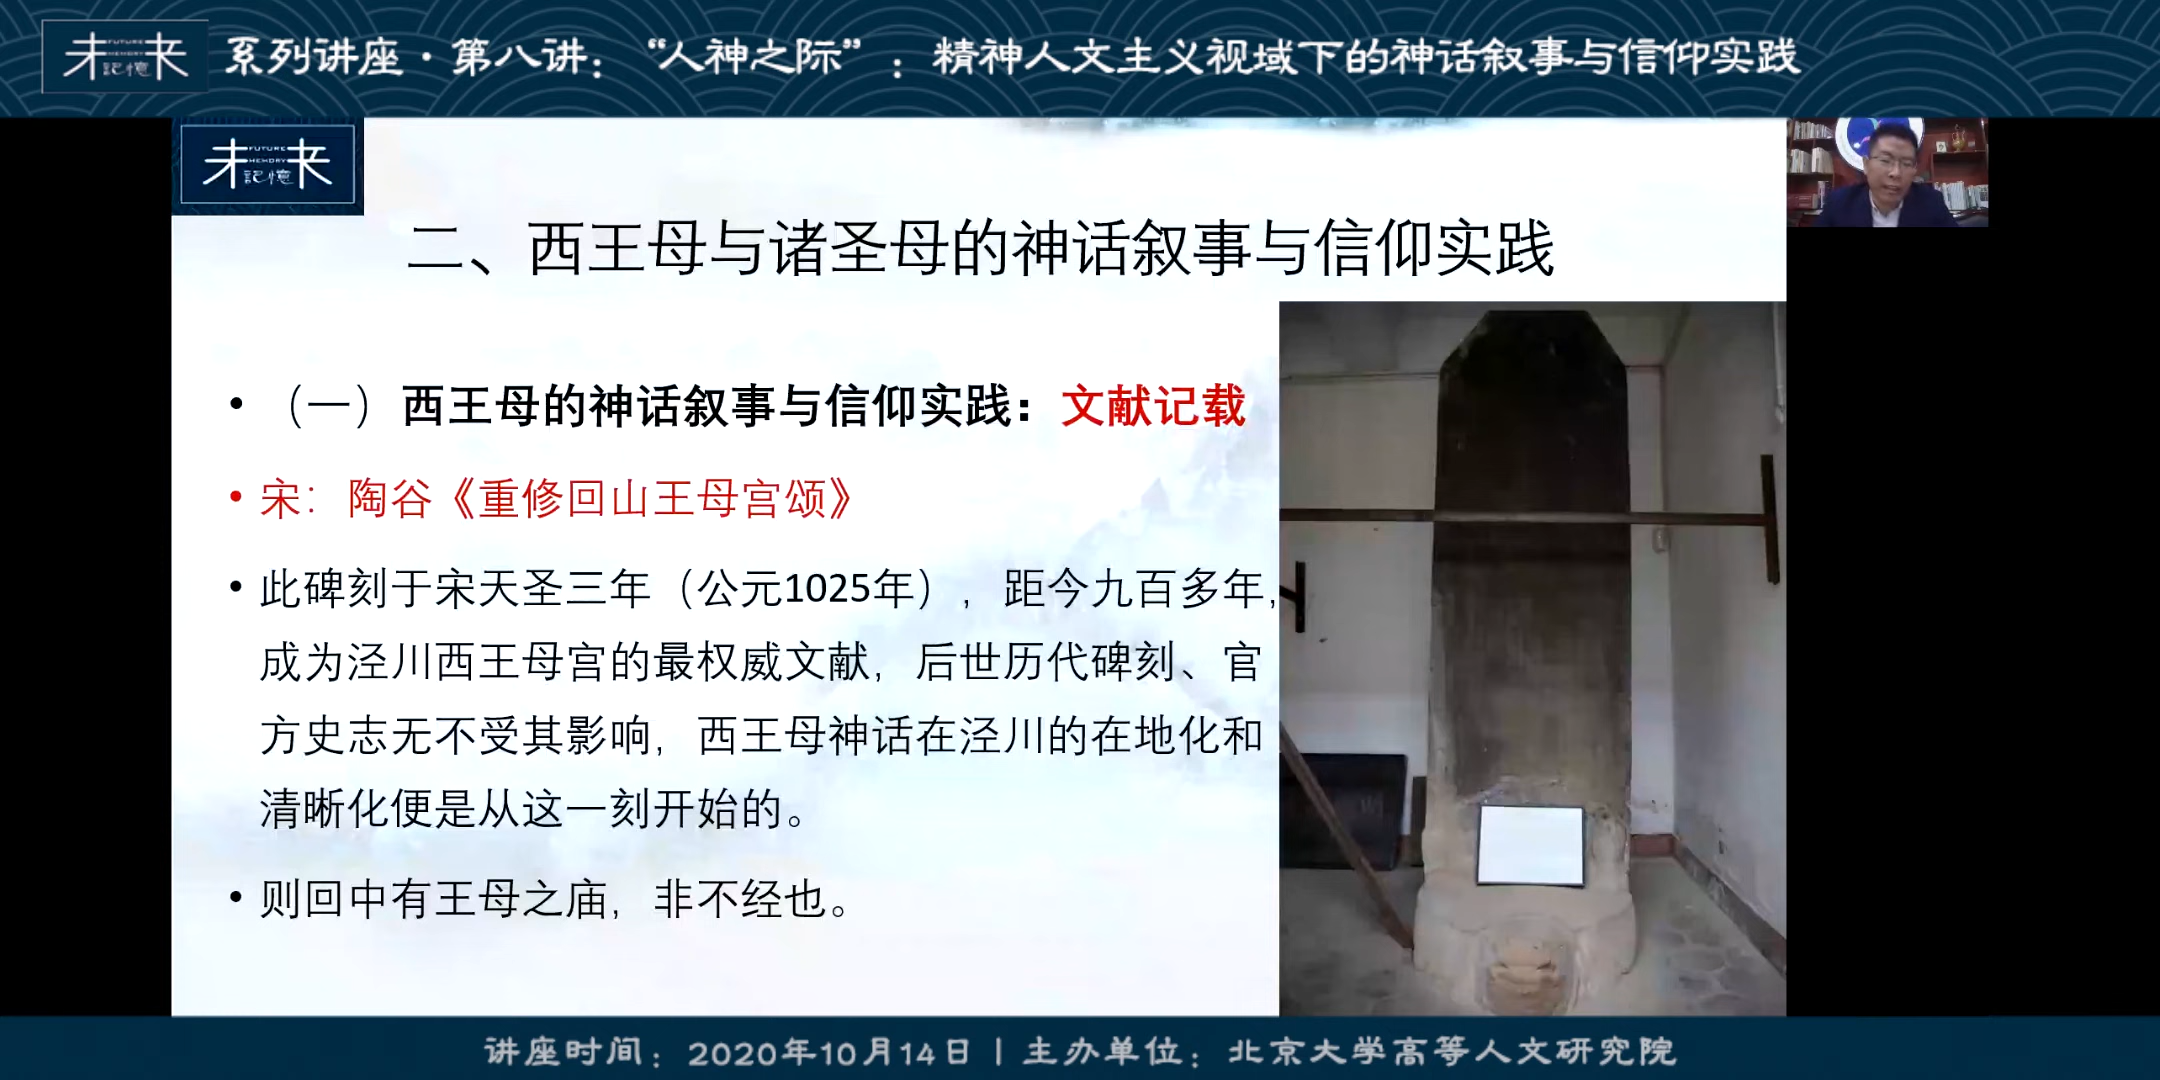 未来
記憶
系列讲座·第八讲：“人神之际”：精神人文主义视域下的神话叙事与信仰实践
未来
FUTURE
MEMORY
記憶
二、西王母与诸圣母的神话叙事与信仰实践
• （一）西王母的神话叙事与信仰实践：文献记载
• 宋：陶谷《重修回山王母宫颂》
• 此碑刻于宋天圣三年（公元1025年），距今九百多年，
成为泾川西王母宫的最权威文献，后世历代碑刻、官
方史志无不受其影响，西王母神话在泾川的在地化和
清晰化便是从这一刻开始的。
• 则回中有王母之庙，非不经也。
讲座时间：2020年10月14日 | 主办单位：北京大学高等人文研究院